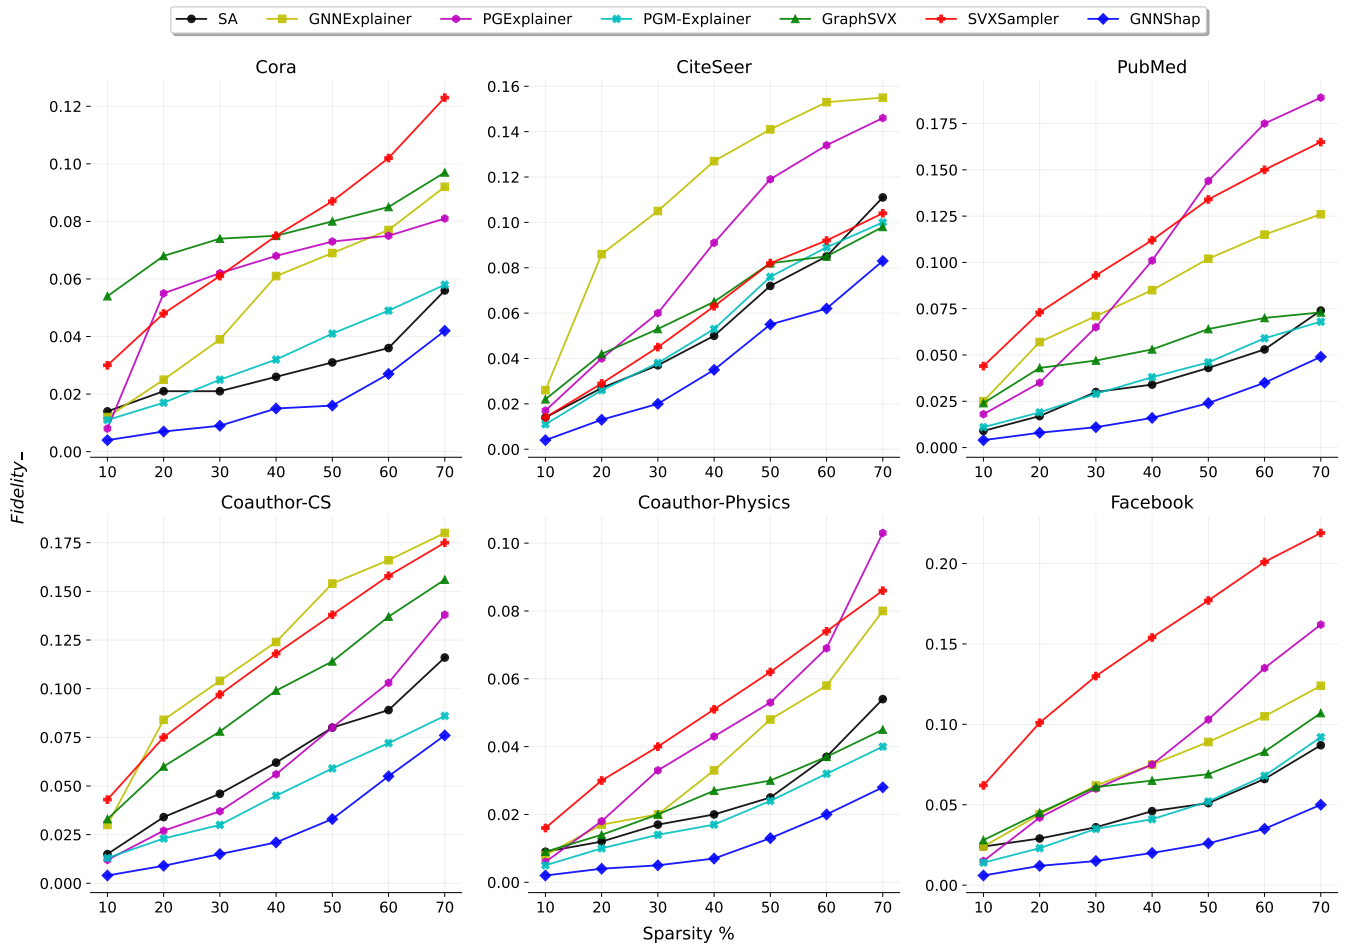 SA GNNExplainer PGExplainer PGM-Explainer GraphSVX SVXSampler GNNShap
Cora
0.12
0.10
0.08
0.06
0.04
0.02
0.00
10 20 30 40 50 60 70
CiteSeer
0.16
0.14
0.12
0.10
0.08
0.06
0.04
0.02
0.00
10 20 30 40 50 60 70
PubMed
0.175
0.150
0.125
0.100
0.075
0.050
0.025
0.000
10 20 30 40 50 60 70
Fidelity_
Coauthor-CS
0.175
0.150
0.125
0.100
0.075
0.050
0.025
0.000
10 20 30 40 50 60 70
Coauthor-Physics
0.10
0.08
0.06
0.04
0.02
0.00
10 20 30 40 50 60 70
Facebook
0.20
0.15
0.10
0.05
0.00
10 20 30 40 50 60 70
Sparsity %